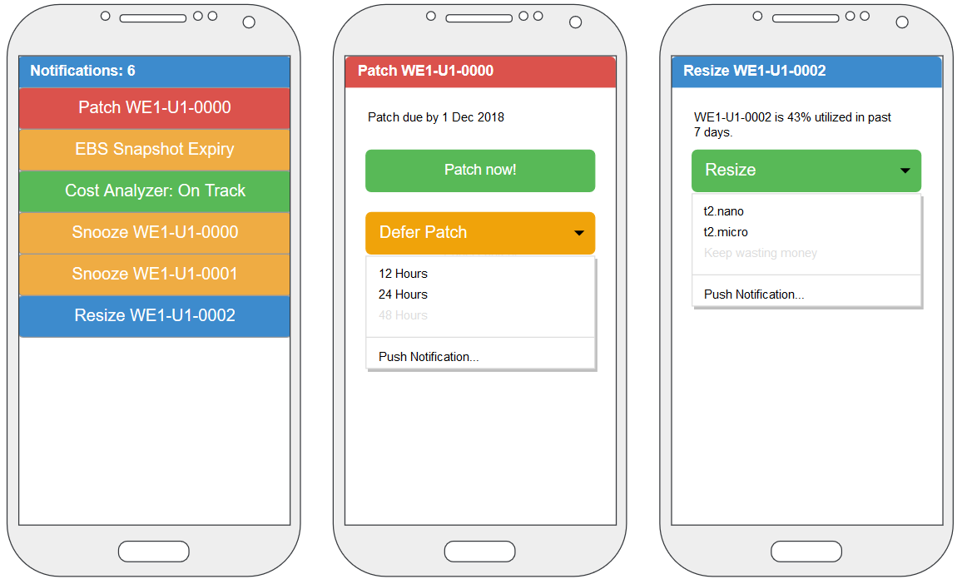 Notifications: 6
Patch WE1-U1-0000
EBS Snapshot Expiry
Cost Analyzer: On Track
Snooze WE1-U1-0000
Snooze WE1-U1-0001
Resize WE1-U1-0002
Patch WE1-U1-0000
Patch due by 1 Dec 2018
Patch now!
Defer Patch
12 Hours
24 Hours
48 Hours
Push Notification...
Resize WE1-U1-0002
WE1-U1-0002 is 43% utilized in past
7 days.
Resize
t2.nano
t2.micro
Keep wasting money
Push Notification...